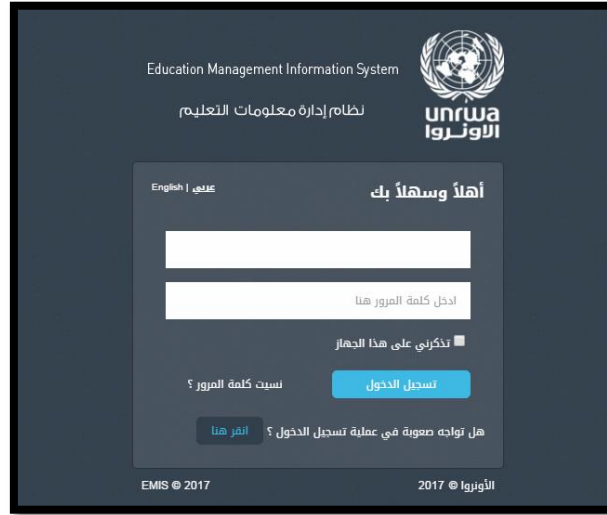 Education Management Information System
نظام إدارة معلومات التعليم
unrwa
الاونروا
أهلاً وسهلاً بك
عربي | English
ادخل كلمة المرور هنا
تذكرني على هذا الجهاز
تسجيل الدخول
نسيت كلمة المرور ؟
هل تواجه صعوبة في عملية تسجيل الدخول ؟ انقر هنا
الأونروا © 2017
EMIS © 2017